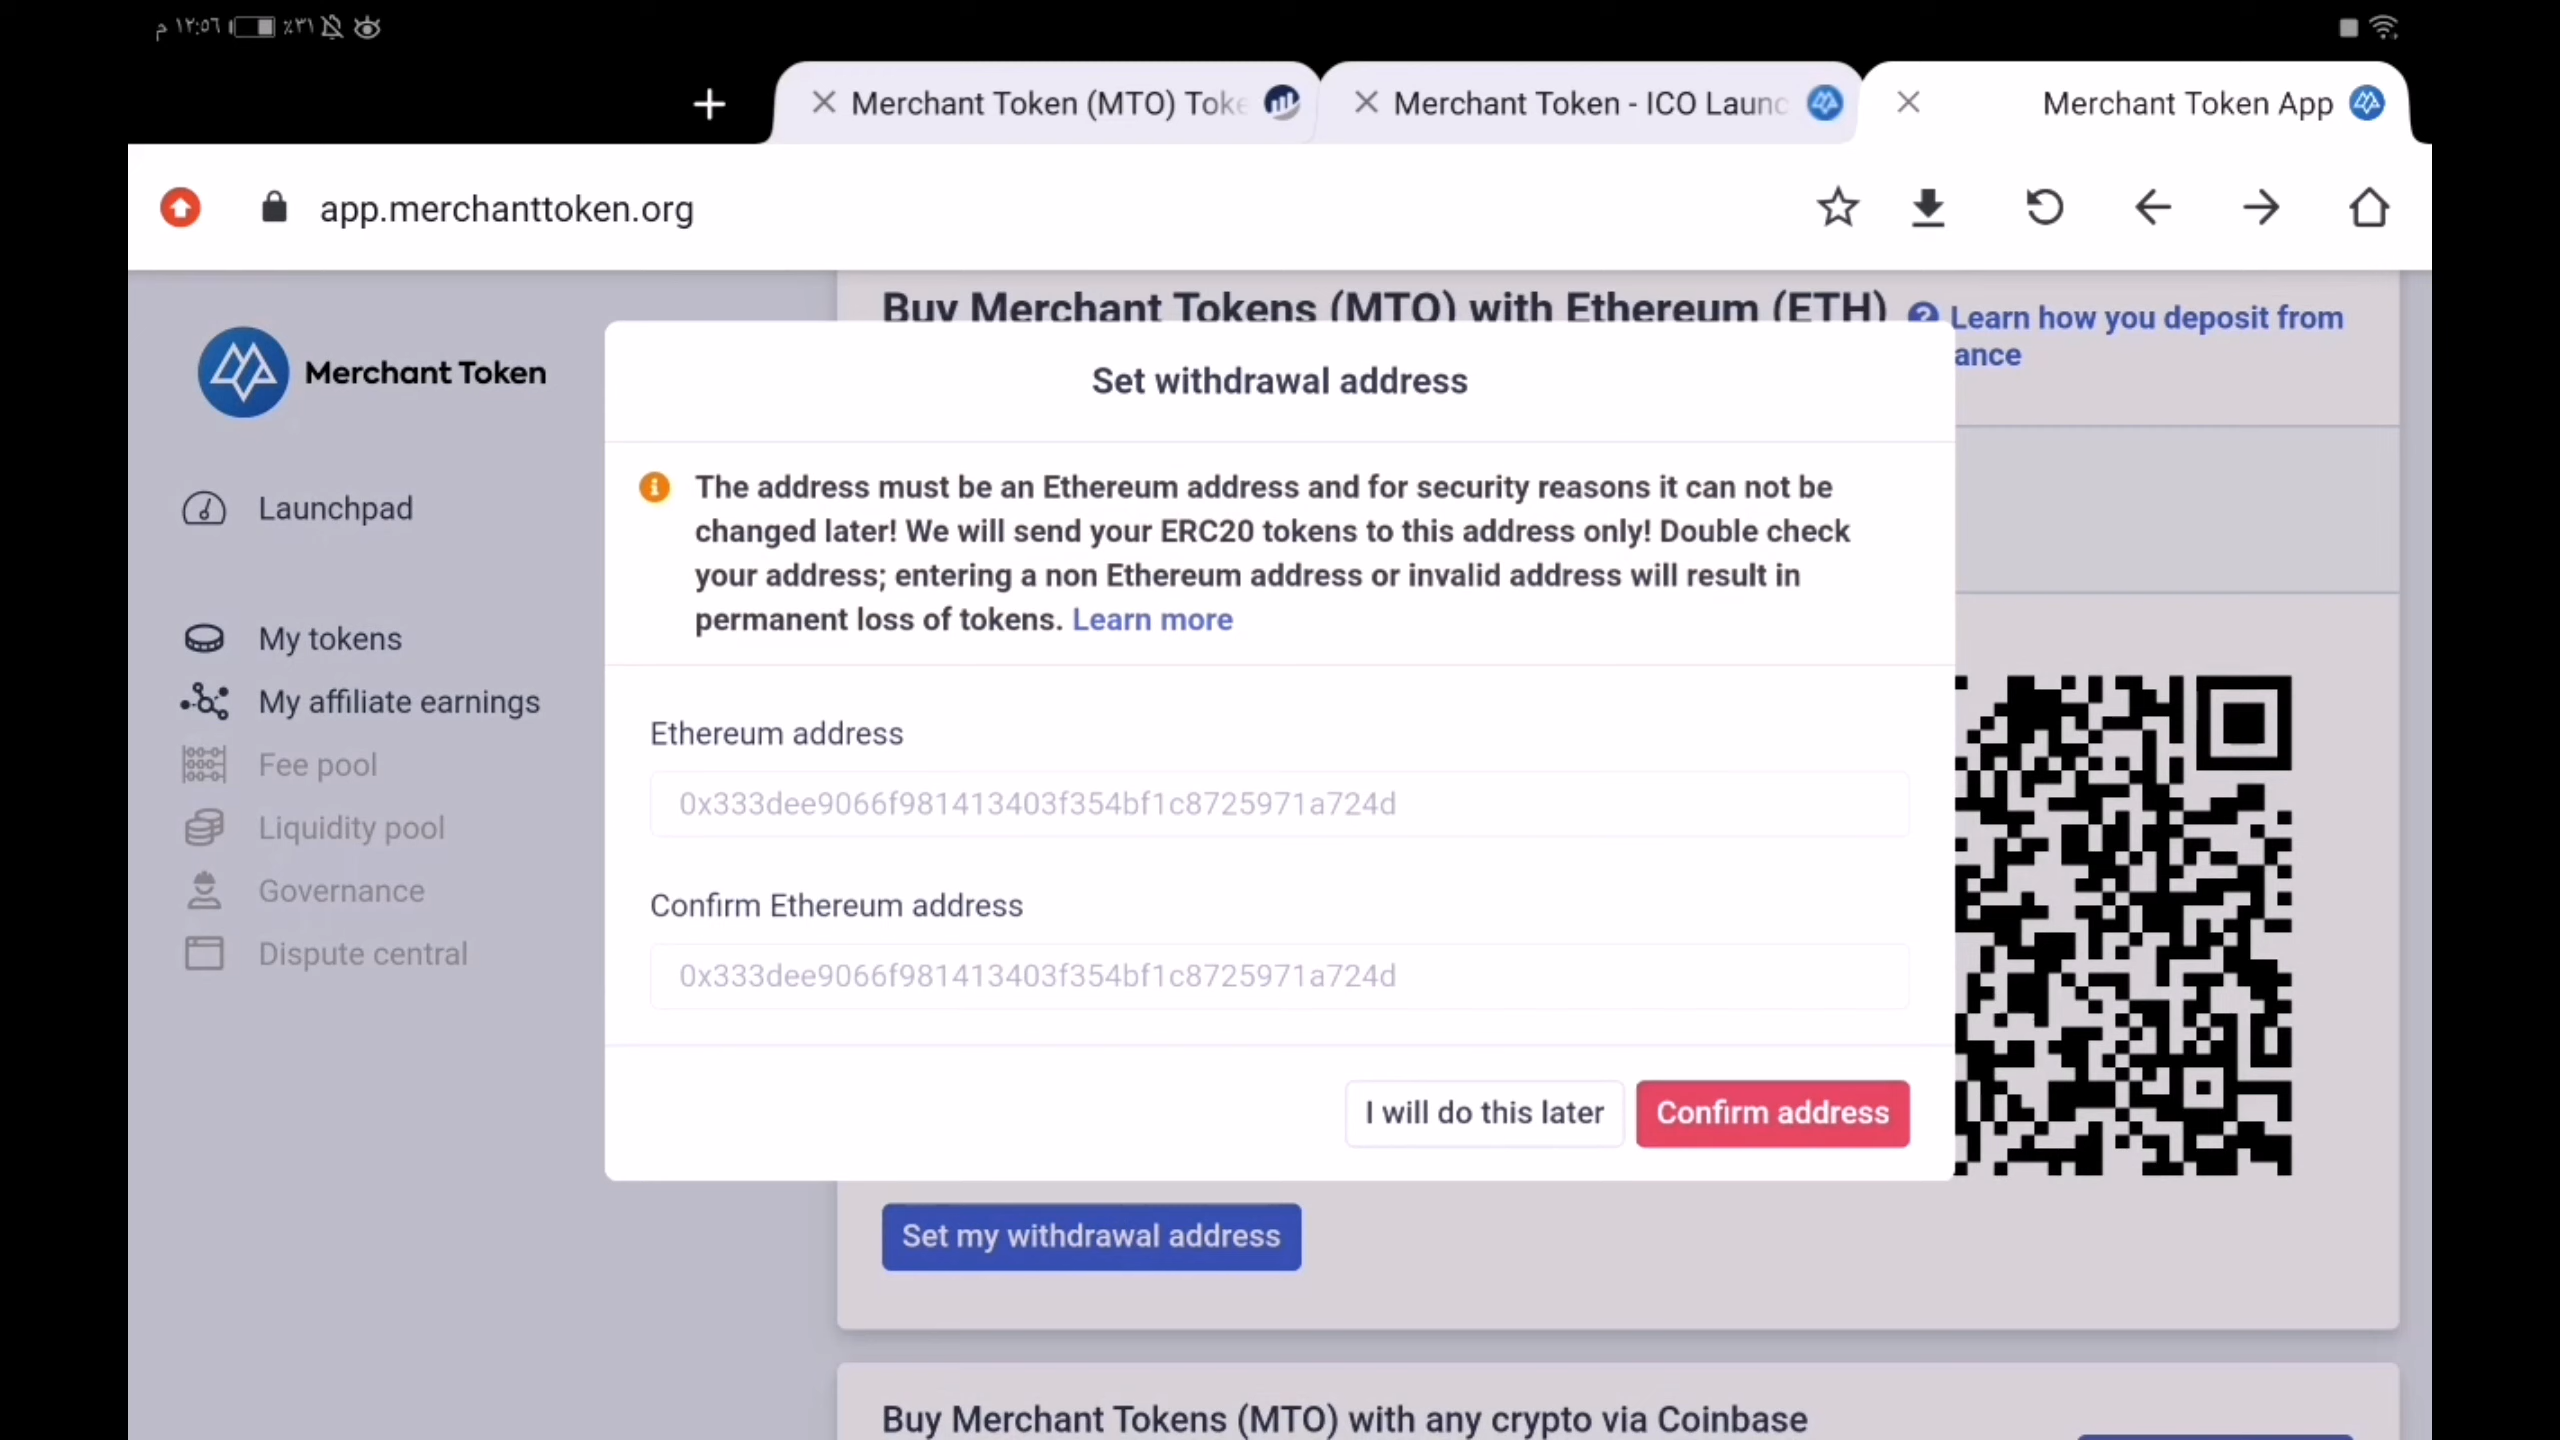 ١٢:٥٦ م
٪٣١
Merchant Token (MTO) Toke
Merchant Token - ICO Launc
Merchant Token App
app.merchanttoken.org
Merchant Token
Launchpad
My tokens
My affiliate earnings
Fee pool
Liquidity pool
Governance
Dispute central
Buy Merchant Tokens (MTO) with Ethereum (ETH)
Learn how you deposit from
ance
Set withdrawal address
The address must be an Ethereum address and for security reasons it can not be
changed later! We will send your ERC20 tokens to this address only! Double check
your address; entering a non Ethereum address or invalid address will result in
permanent loss of tokens. Learn more
Ethereum address
0x333dee9066f981413403f354bf1c8725971a724d
Confirm Ethereum address
0x333dee9066f981413403f354bf1c8725971a724d
I will do this later
Confirm address
Set my withdrawal address
Buy Merchant Tokens (MTO) with any crypto via Coinbase